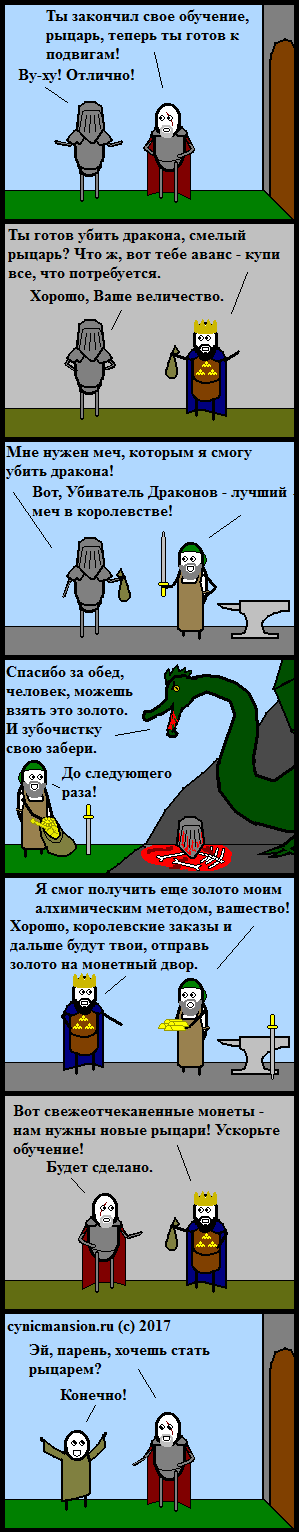 Ты закончил свое обучение,
рыцарь, теперь ты готов к
подвигам!
Ву-ху! Отлично!
Ты готов убить дракона, смелый
рыцарь? Что ж, вот тебе аванс - купи
все, что потребуется.
Хорошо, Ваше величество.
Мне нужен меч, которым я смогу
убить дракона!
Вот, Убиватель Драконов - лучший
меч в королевстве!
Спасибо за обед,
человек, можешь
взять это золото.
И зубочистку
свою забери.
До следующего
раза!
Я смог получить еще золото моим
алхимическим методом, вашество!
Хорошо, королевские заказы и
дальше будут твои, отправь
золото на монетный двор.
Вот свежеотчеканенные монеты -
нам нужны новые рыцари! Ускорьте
обучение!
Будет сделано.
cynicmansion.ru (c) 2017
Эй, парень, хочешь стать
рыцарем?
Конечно!